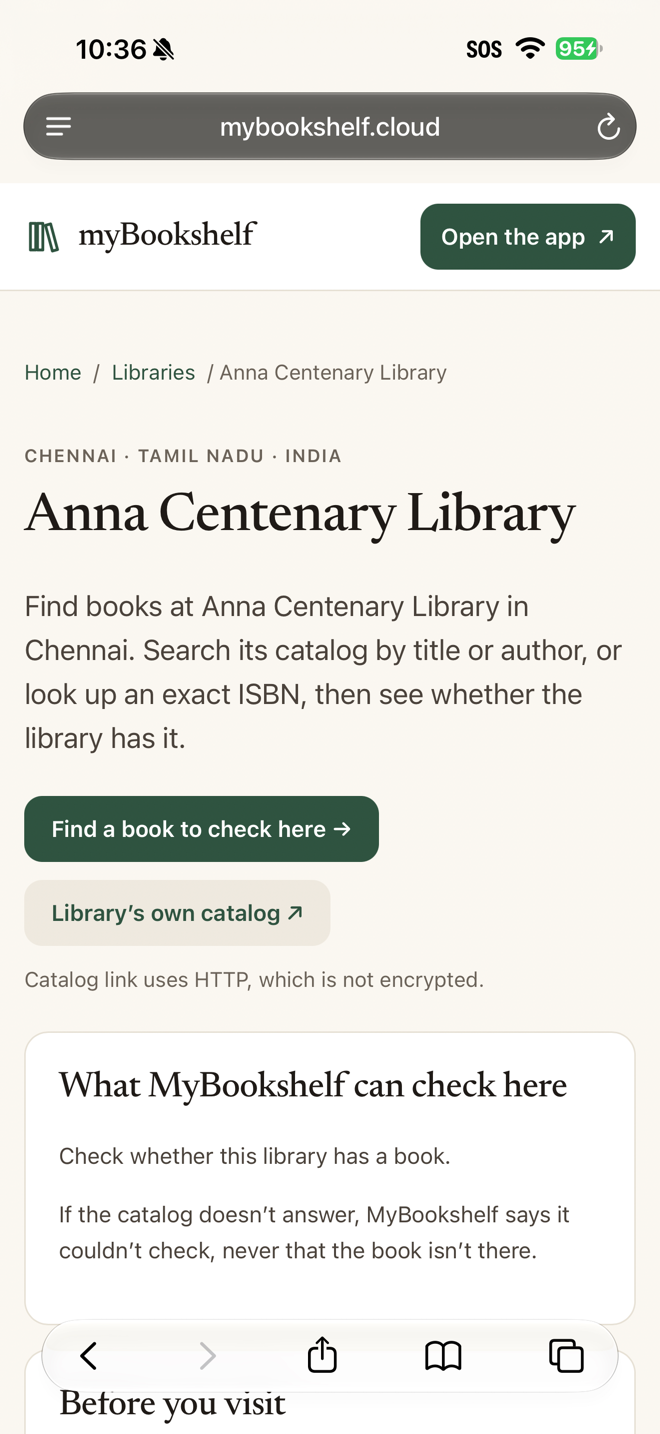 10:36
SOS
95
mybookshelf.cloud
myBookshelf
Open the app ↗
Home / Libraries / Anna Centenary Library
CHENNAI · TAMIL NADU · INDIA
Anna Centenary Library
Find books at Anna Centenary Library in
Chennai. Search its catalog by title or author, or
look up an exact ISBN, then see whether the
library has it.
Find a book to check here →
Library’s own catalog ↗
Catalog link uses HTTP, which is not encrypted.
What MyBookshelf can check here
Check whether this library has a book.
If the catalog doesn’t answer, MyBookshelf says it
couldn’t check, never that the book isn’t there.
Before you visit